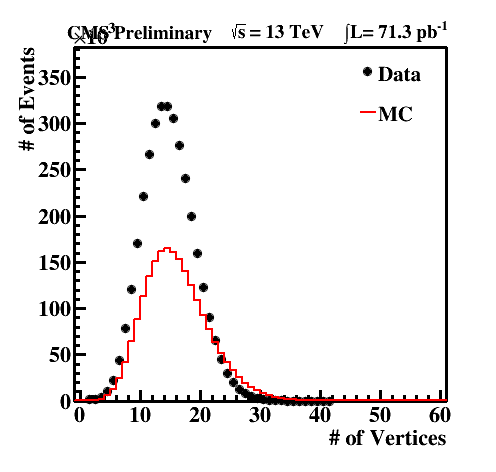 ×10³
CMS Preliminary √s = 13 TeV ∫L= 71.3 pb⁻¹
# of Events
Data
MC
350
300
250
200
150
100
50
0
0 10 20 30 40 50 60
# of Vertices